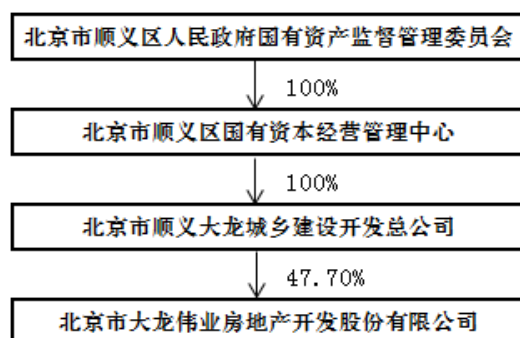 北京市顺义区人民政府国有资产监督管理委员会
100%
北京市顺义区国有资本经营管理中心
100%
北京市顺义大龙城乡建设开发总公司
47.70%
北京市大龙伟业房地产开发股份有限公司